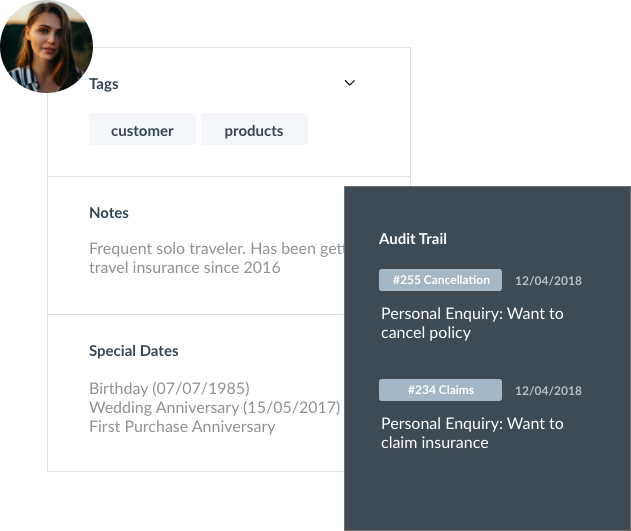 Tags
customer products
Notes
Frequent solo traveler. Has been
travel insurance since 2016
Special Dates
Birthday (07/07/1985)
Wedding Anniversary (15/05/2017)
First Purchase Anniversary
Audit Trail
#255 Cancellation 12/04/2018
Personal Enquiry: Want to
cancel policy
#234 Claims 12/04/2018
Personal Enquiry: Want to
claim insurance